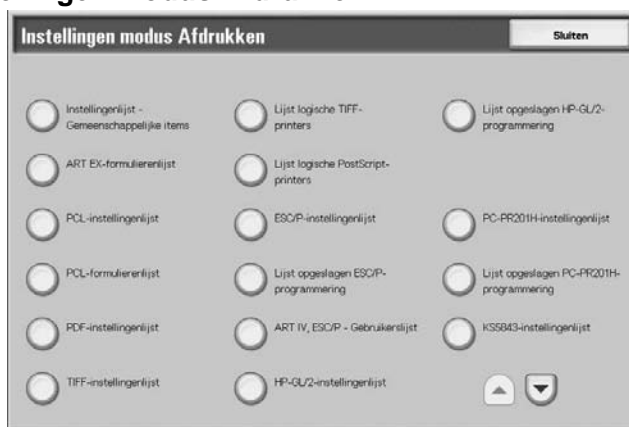 Instellingen modus Afdrukken
Sluiten
Instellingenlijst -
Gemeenschappelijke items
ART EX-formulierenlijst
PCL-instellingenlijst
PCL-formulierenlijst
PDF-instellingenlijst
TIFF-instellingenlijst
Lijst logische TIFF-
printers
Lijst logische PostScript-
printers
ESC/P-instellingenlijst
Lijst opgeslagen ESC/P-
programmering
ART IV, ESC/P - Gebruikerslijst
HP-GL/2-instellingenlijst
Lijst opgeslagen HP-GL/2-
programmering
PC-PR201H-instellingenlijst
Lijst opgeslagen PC-PR201H-
programmering
KS5843-instellingenlijst